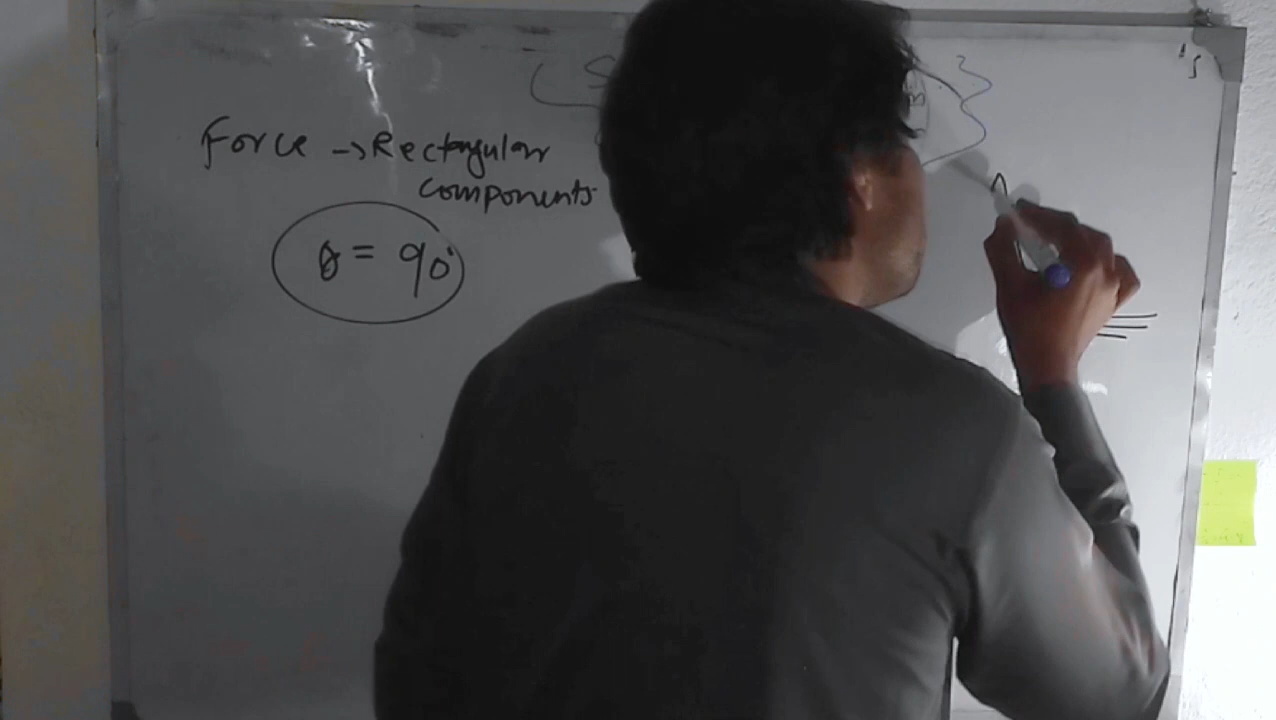 Force → Rectangular
components
θ = 90°